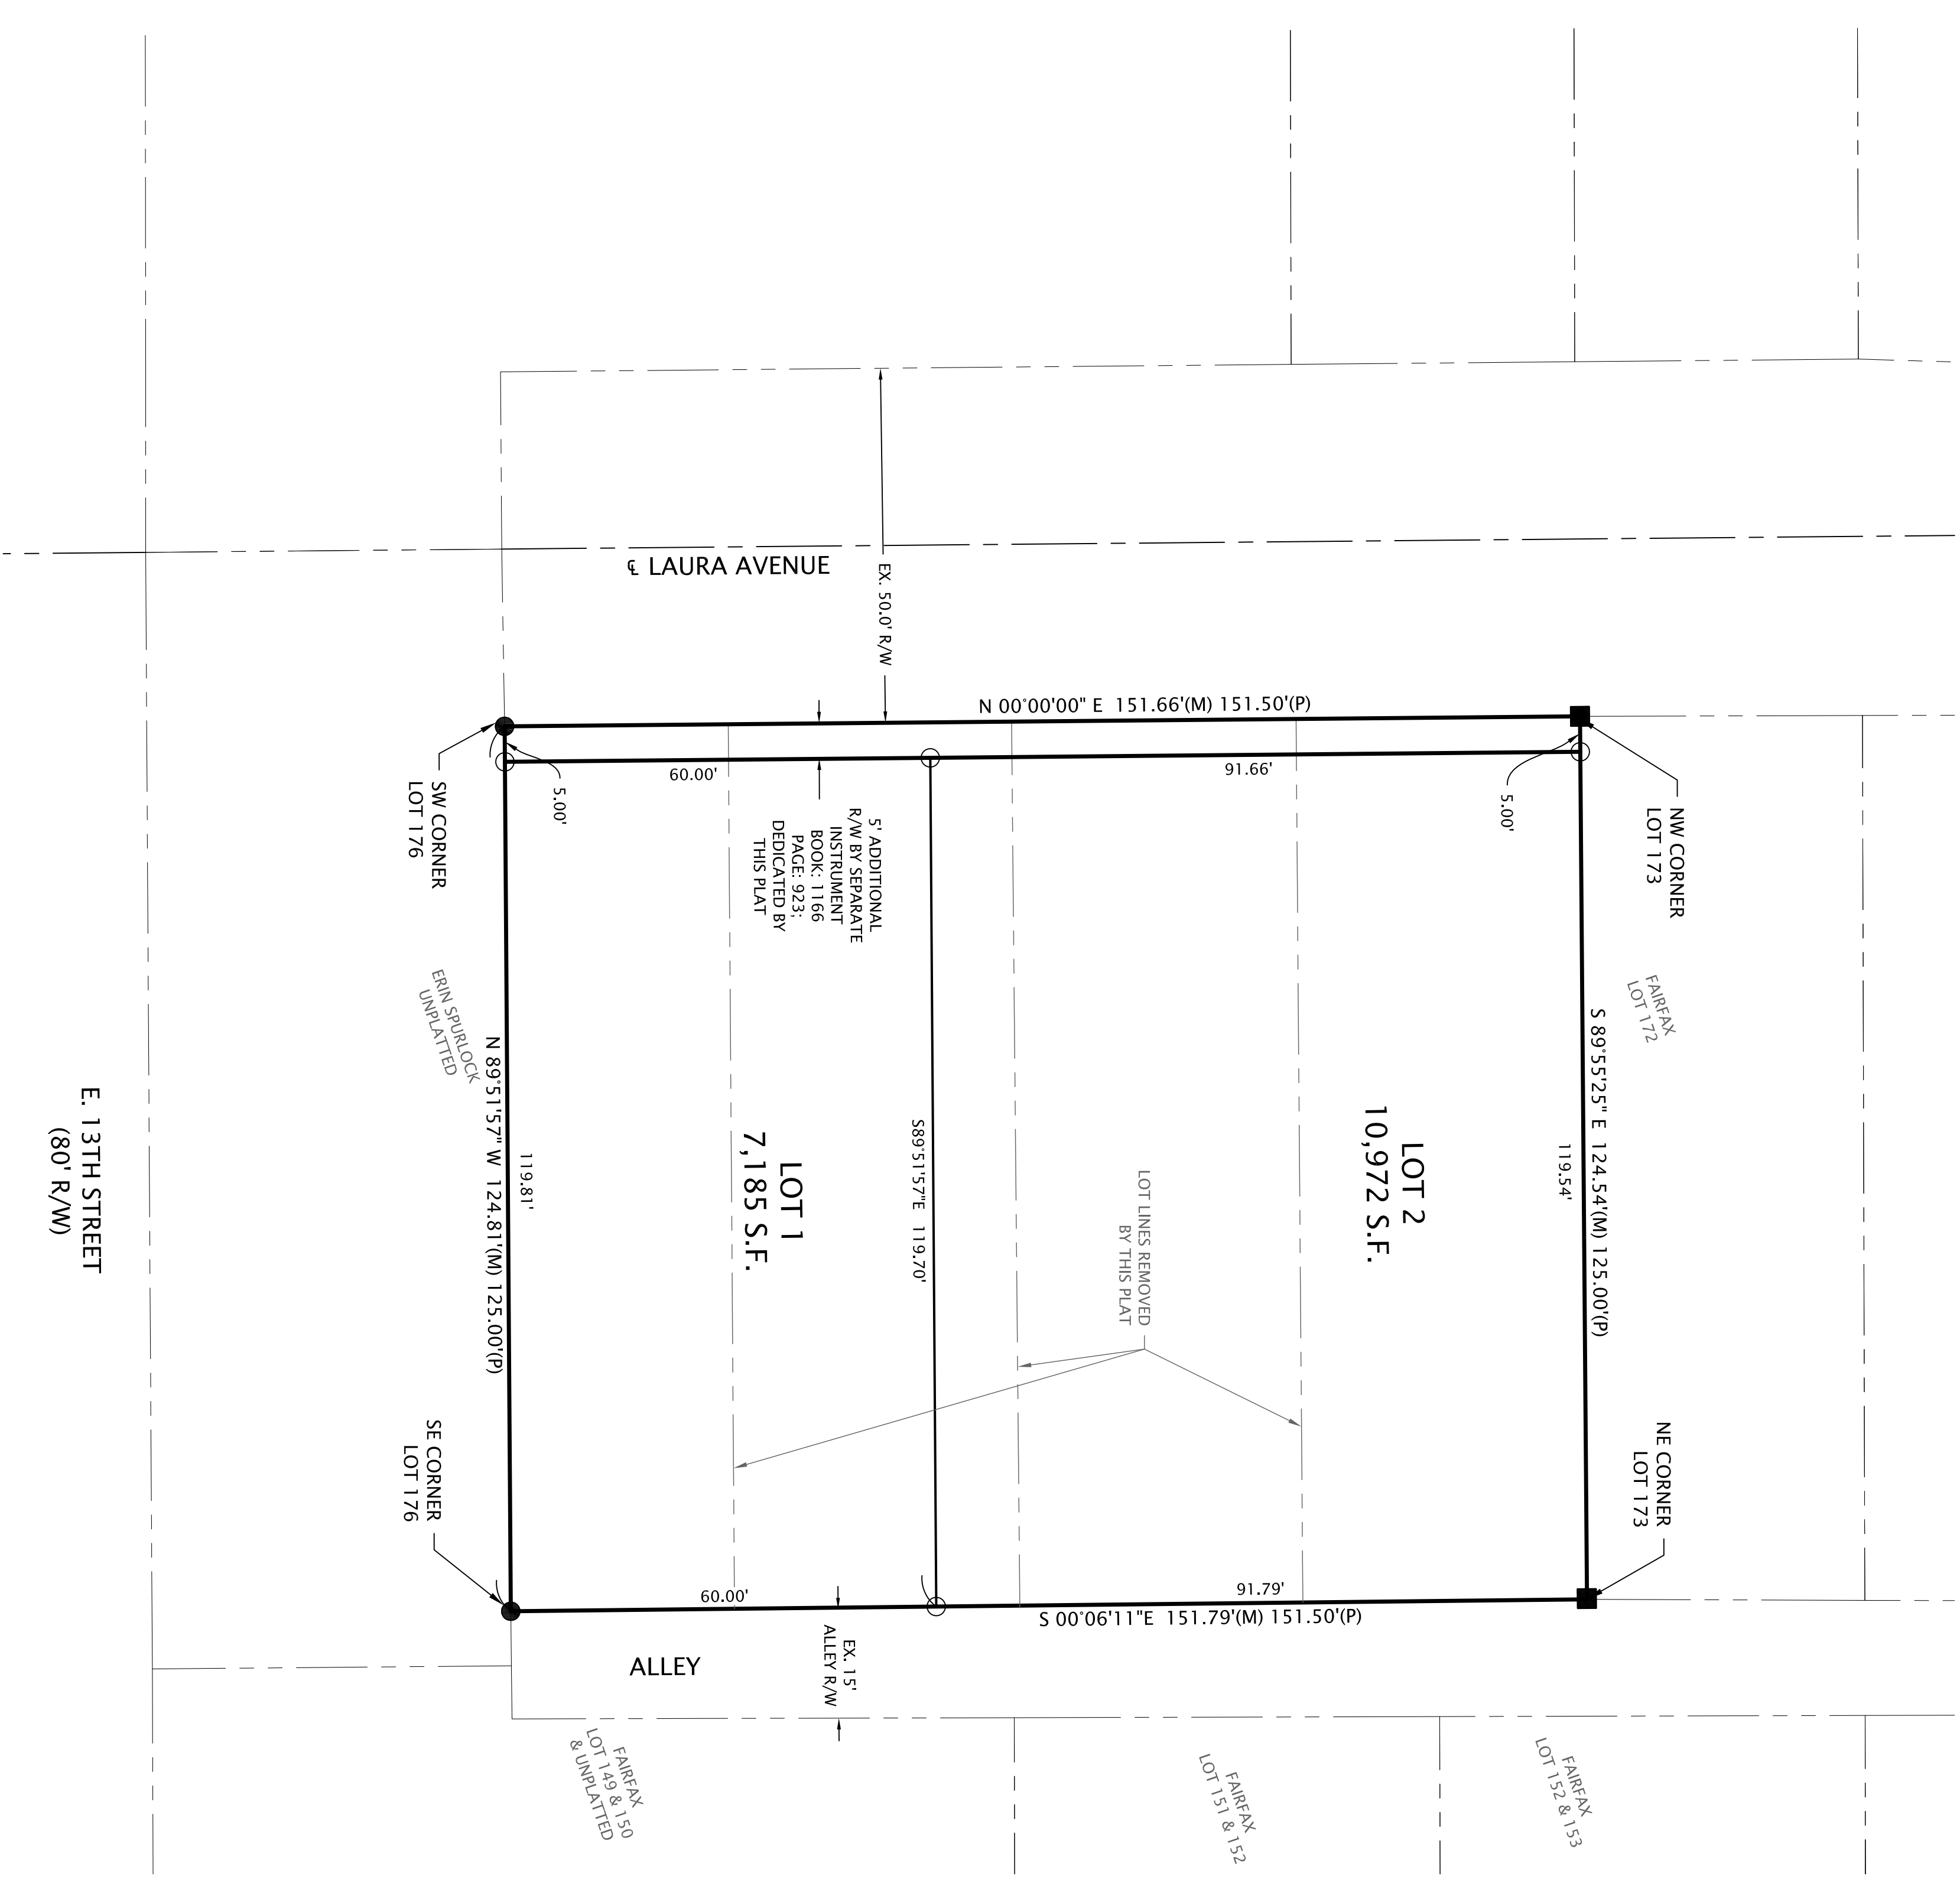 ℄ LAURA AVENUE
EX. 50.0' R/W
N 00°00'00" E 151.66'(M) 151.50'(P)
60.00'
91.66'
5.00'
5.00'
SW CORNER
LOT 176
NW CORNER
LOT 173
5' ADDITIONAL
R/W BY SEPARATE
INSTRUMENT
BOOK: 1166
PAGE: 923;
DEDICATED BY
THIS PLAT
ERIN SPURLOCK
UNPLATTED
FAIRFAX
LOT 172
N 89°51'57" W 124.81'(M) 125.00'(P)
119.81'
S89°51'57"E 119.70'
S 89°55'25" E 124.54'(M) 125.00'(P)
119.54'
E. 13TH STREET
(80' R/W)
LOT 1
7,185 S.F.
LOT 2
10,972 S.F.
LOT LINES REMOVED
BY THIS PLAT
SE CORNER
LOT 176
NE CORNER
LOT 173
60.00'
91.79'
S 00°06'11"E 151.79'(M) 151.50'(P)
ALLEY
EX. 15'
ALLEY R/W
FAIRFAX
LOT 149 & 150
& UNPLATTED
FAIRFAX
LOT 151 & 152
FAIRFAX
LOT 152 & 153